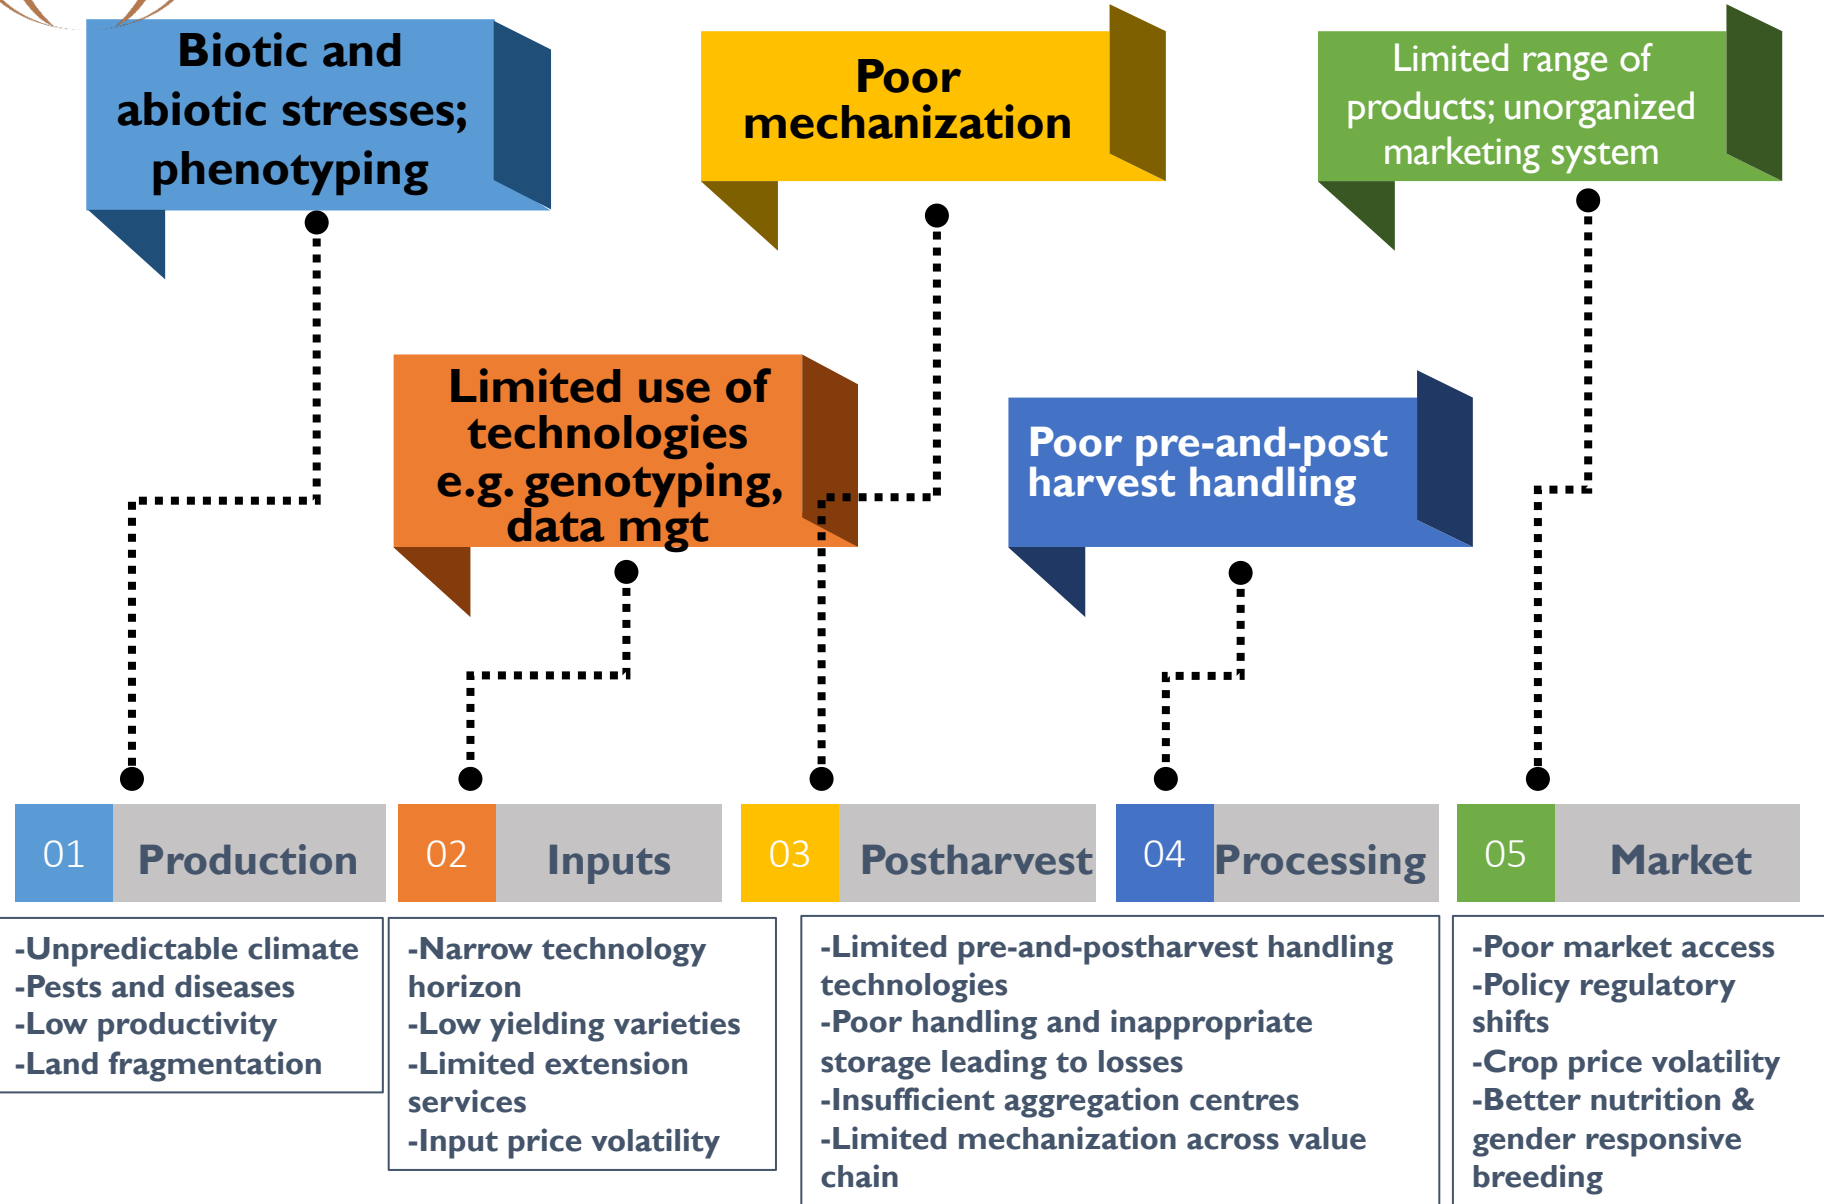 Biotic and
abiotic stresses;
phenotyping
Poor
mechanization
Limited range of
products; unorganized
marketing system
Limited use of
technologies
e.g. genotyping,
data mgt
Poor pre-and-post
harvest handling
01 Production
02 Inputs
03 Postharvest
04 Processing
05 Market
-Unpredictable climate
-Pests and diseases
-Low productivity
-Land fragmentation
-Narrow technology
horizon
-Low yielding varieties
-Limited extension
services
-Input price volatility
-Limited pre-and-postharvest handling
technologies
-Poor handling and inappropriate
storage leading to losses
-Insufficient aggregation centres
-Limited mechanization across value
chain
-Poor market access
-Policy regulatory
shifts
-Crop price volatility
-Better nutrition &
gender responsive
breeding